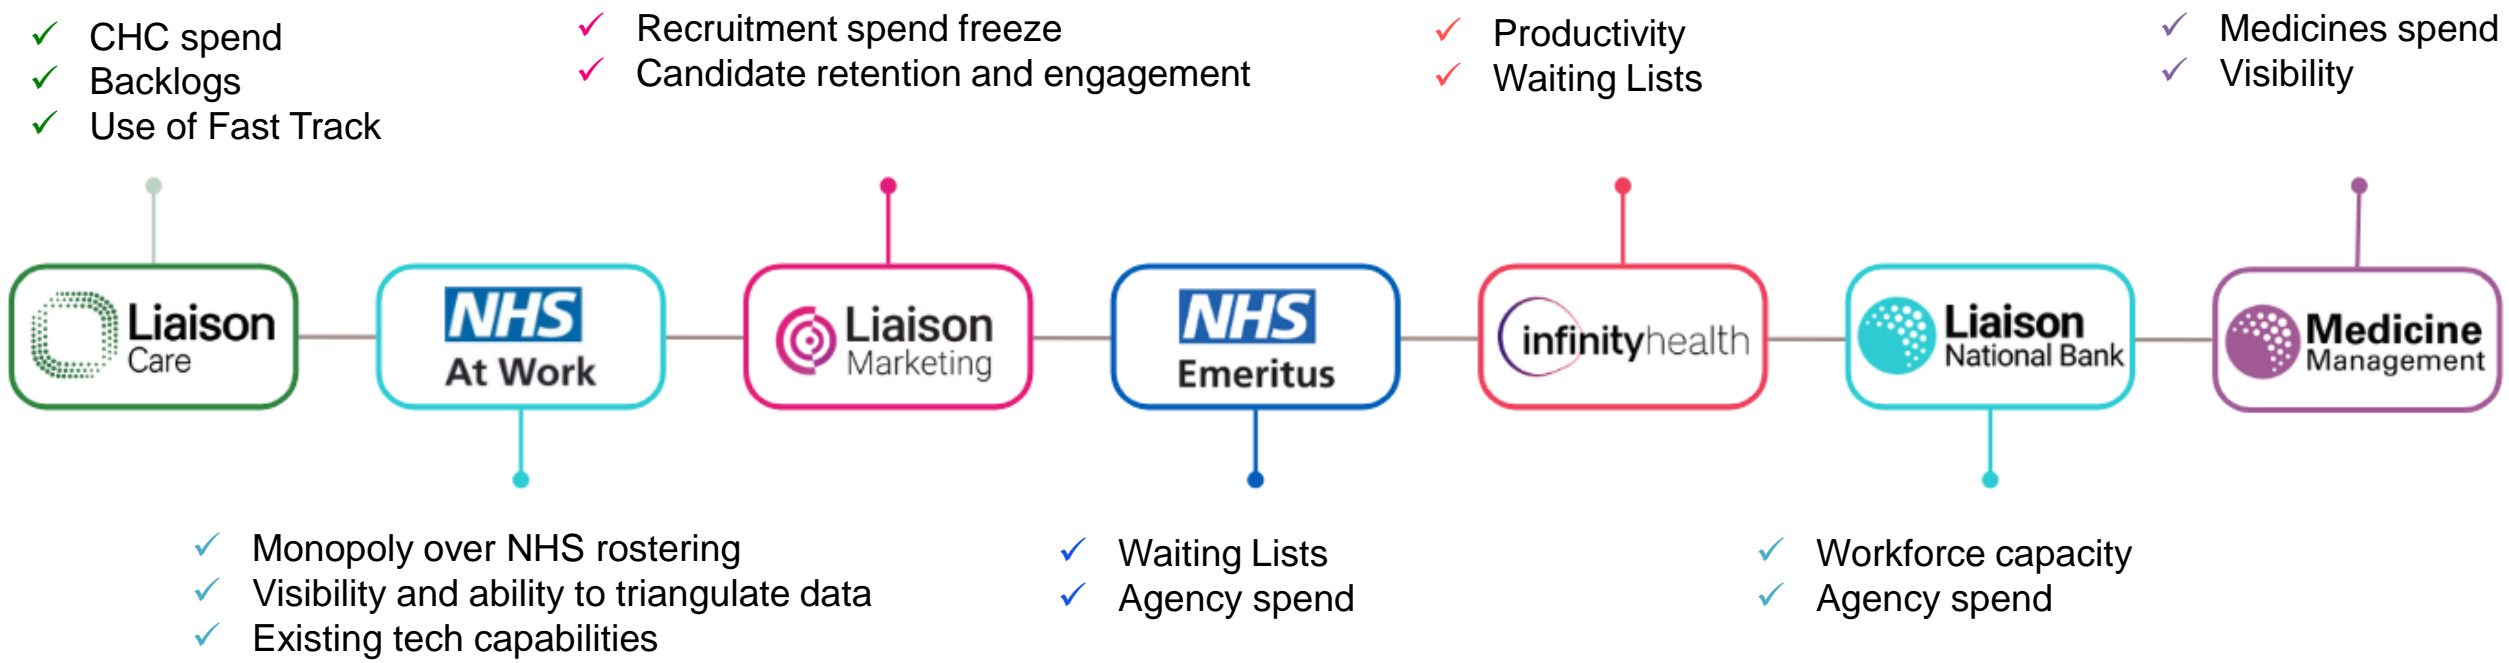 CHC spend
Backlogs
Use of Fast Track
Recruitment spend freeze
Candidate retention and engagement
Productivity
Waiting Lists
Medicines spend
Visibility
Liaison
Care
NHS
At Work
Liaison
Marketing
NHS
Emeritus
infinityhealth
Liaison
National Bank
Medicine
Management
Monopoly over NHS rostering
Visibility and ability to triangulate data
Existing tech capabilities
Waiting Lists
Agency spend
Workforce capacity
Agency spend